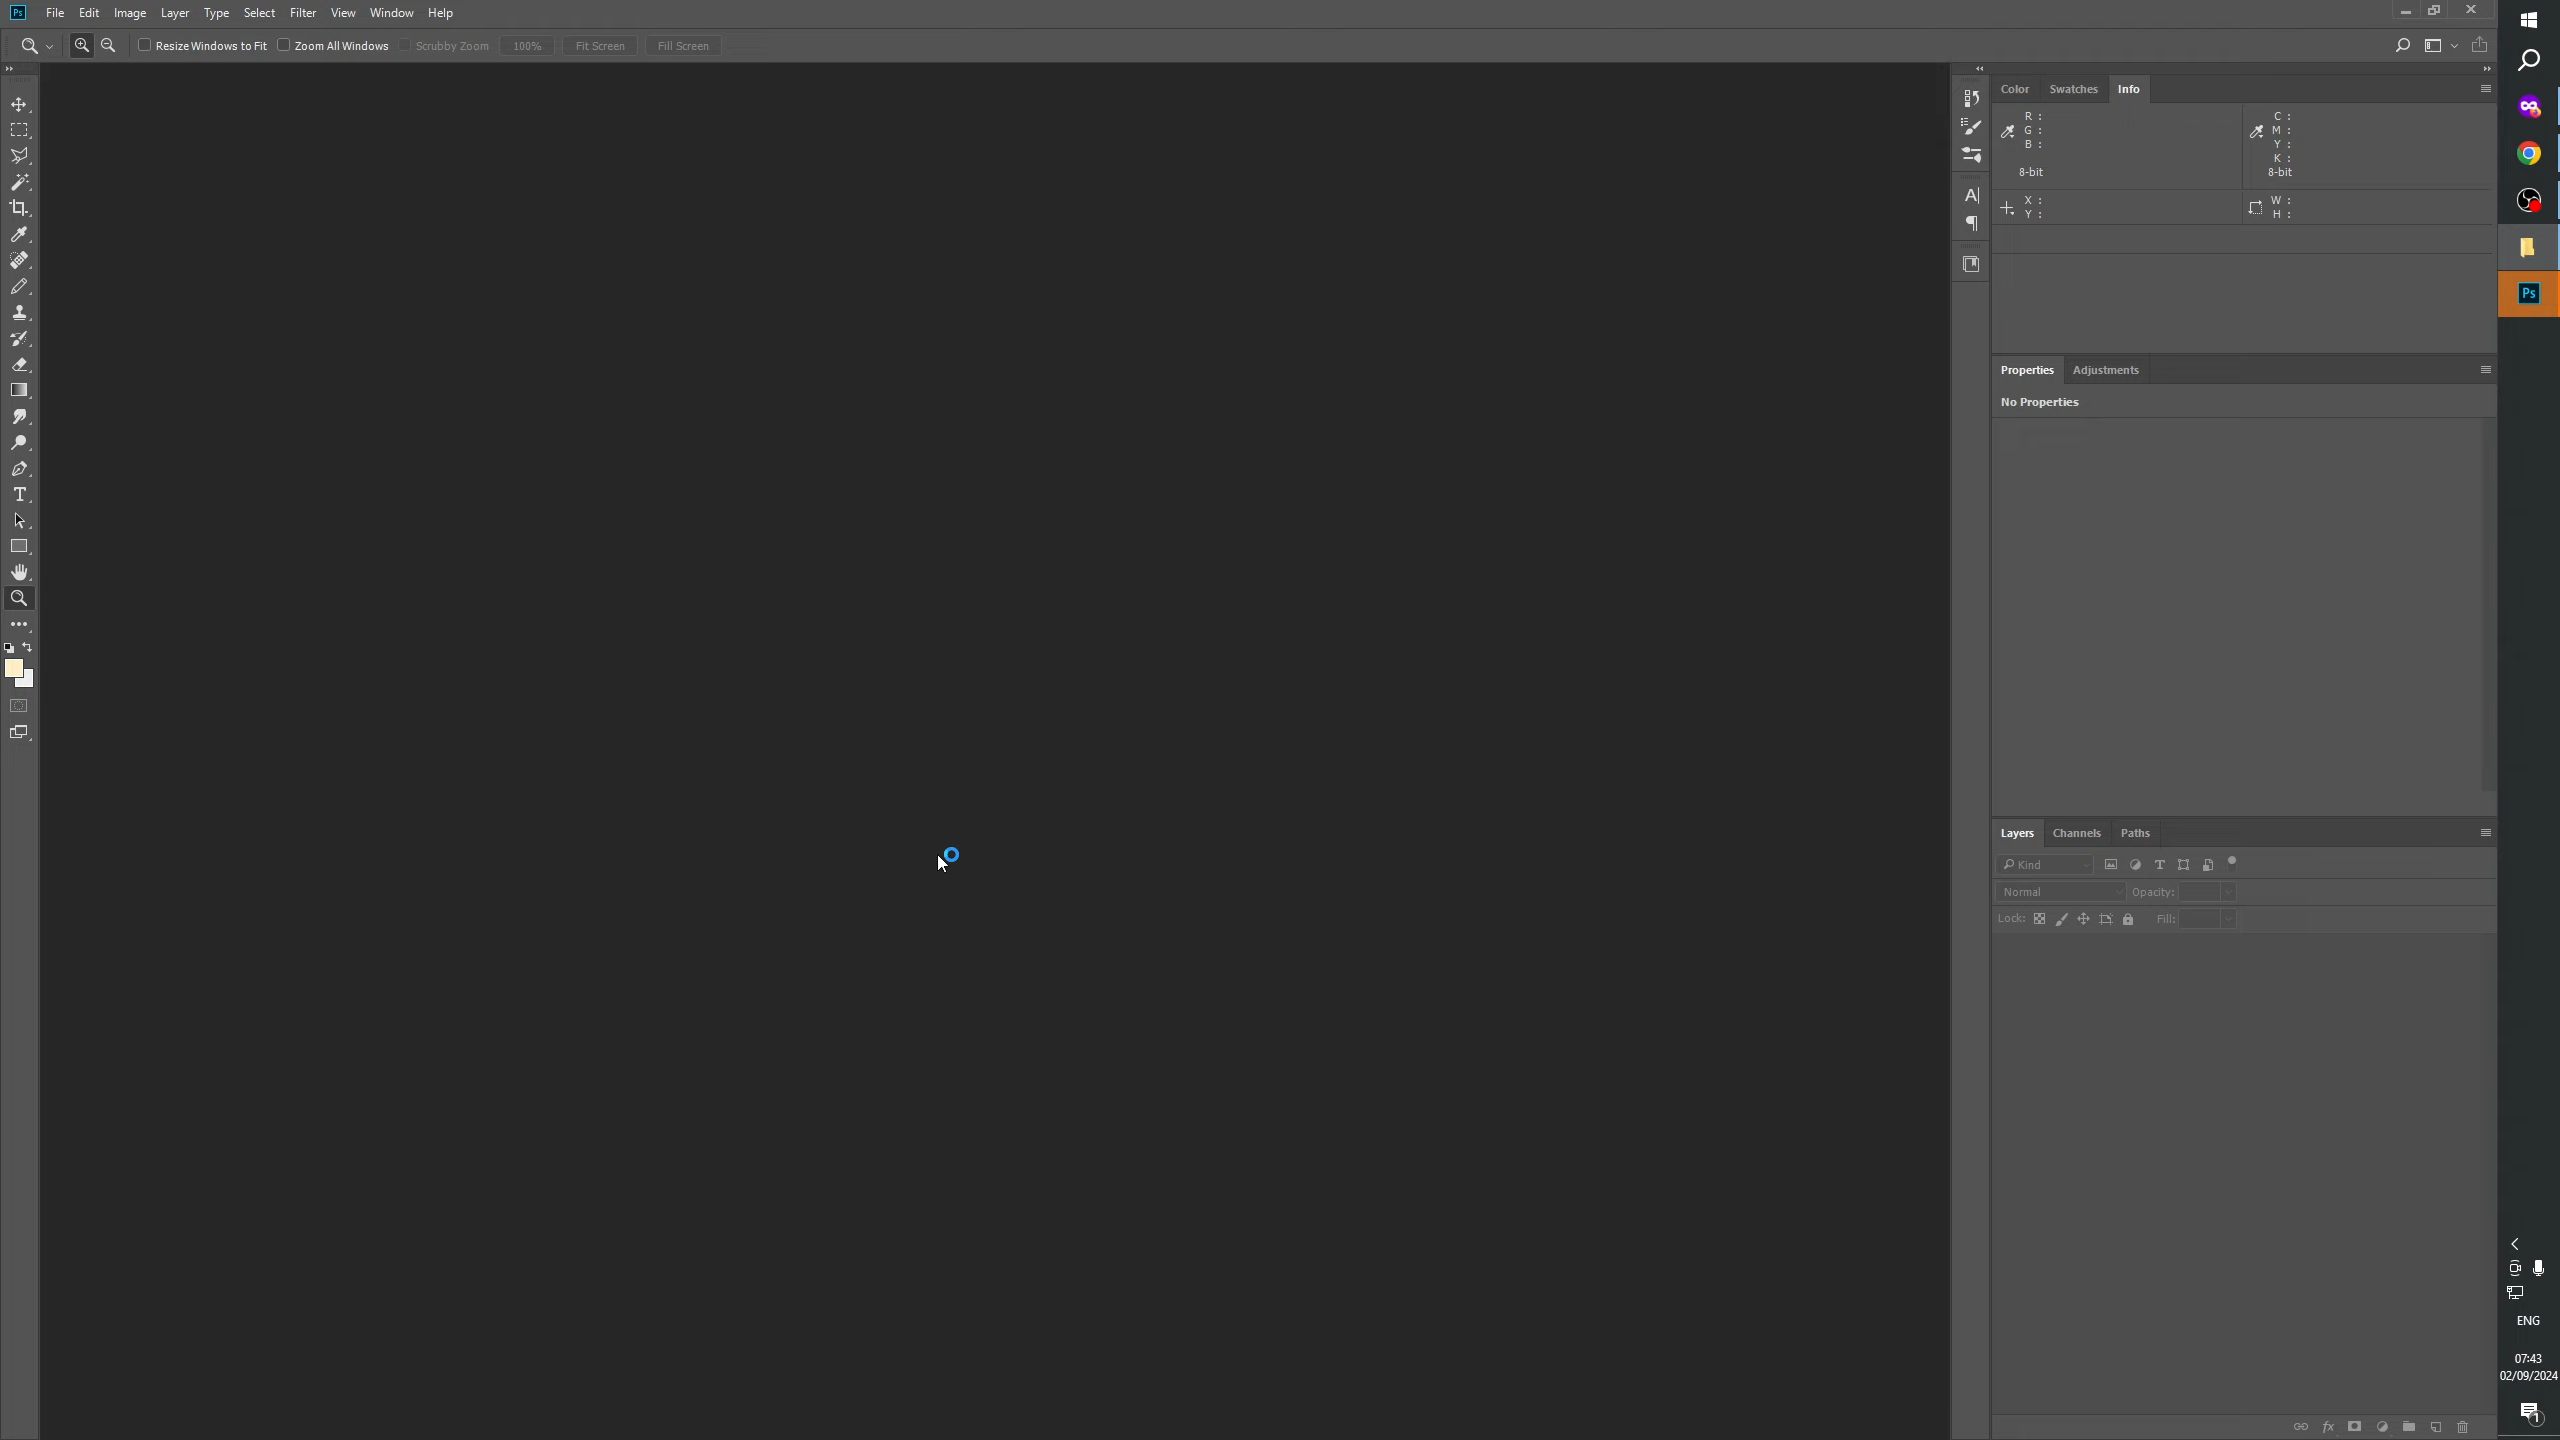 Ps File Edit Image Layer Type Select Filter View Window Help
Resize Windows to Fit Zoom All Windows Scrubby Zoom 100% Fit Screen Fill Screen
Color Swatches Info
R : C :
G : M :
B : Y :
K :
8-bit 8-bit
X : W :
Y : H :
Properties Adjustments
No Properties
Layers Channels Paths
Kind
Normal Opacity:
Lock: Fill:
Ps
ENG
07:43
02/09/2024
1